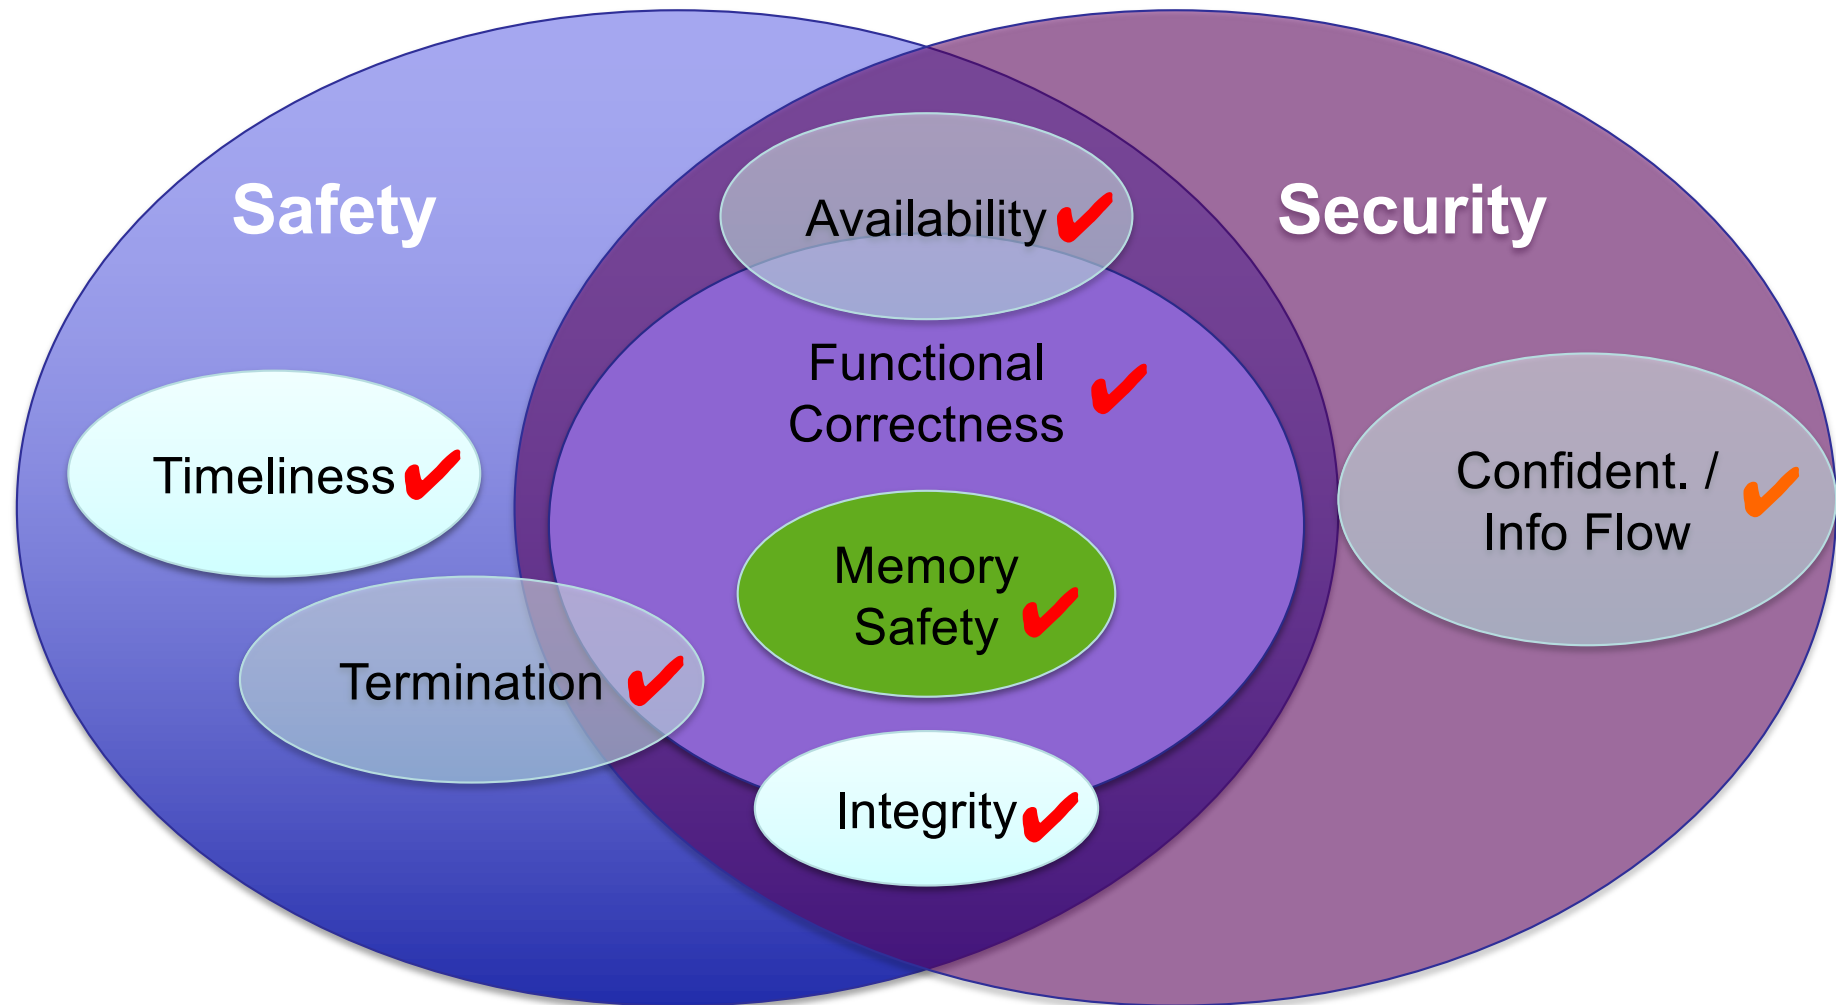 Safety
Security
Availability ✔
Functional
Correctness ✔
Timeliness ✔
Confident. /
Info Flow ✔
Memory
Safety ✔
Termination ✔
Integrity ✔